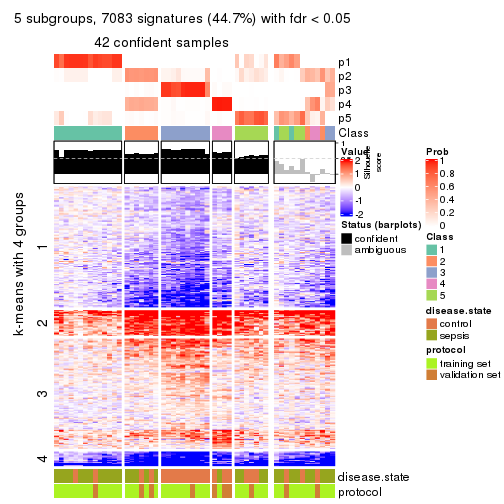 5 subgroups, 7083 signatures (44.7%) with fdr < 0.05
42 confident samples
p1
p2
p3
p4
p5
Class
1
Silhouette
score
Value
2
1
0
-1
-2
Status (barplots)
confident
ambiguous
Prob
1
0.8
0.6
0.4
0.2
0
Class
1
2
3
4
5
disease.state
control
sepsis
protocol
training set
validation set
k-means with 4 groups
1
2
3
4
disease.state
protocol